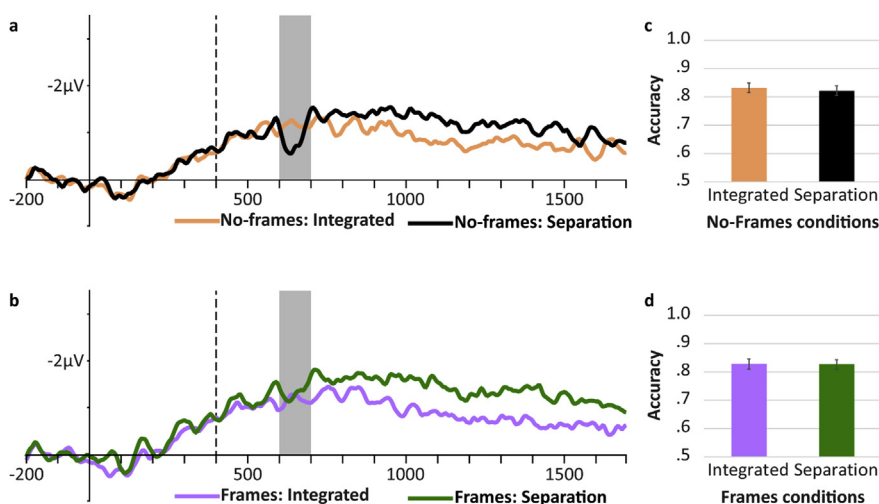 a
-2µV
-200
500
1000
1500
No-frames: Integrated
No-frames: Separation
c
1.0
.9
.8
.7
.6
.5
Accuracy
Integrated Separation
No-Frames conditions
b
-2µV
-200
500
1000
1500
Frames: Integrated
Frames: Separation
d
1.0
.9
.8
.7
.6
.5
Accuracy
Integrated Separation
Frames conditions